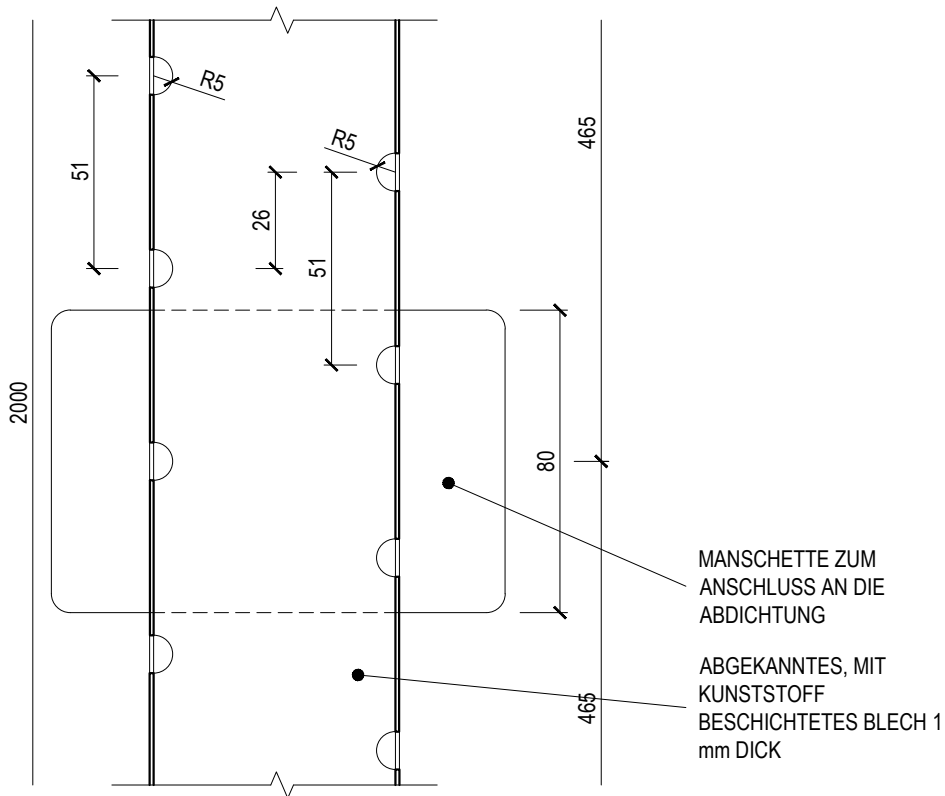 R5
R5
51
26
51
465
2000
80
465
MANSCHETTE ZUM
ANSCHLUSS AN DIE
ABDICHTUNG
ABGEKANNTES, MIT
KUNSTSTOFF
BESCHICHTETES BLECH 1
mm DICK